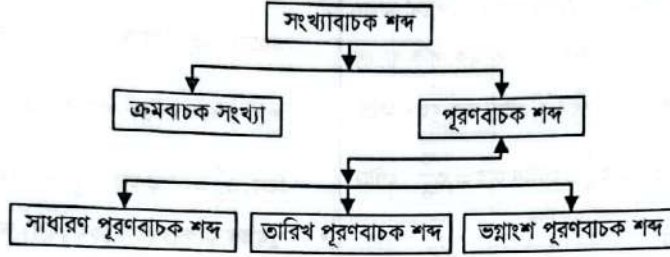 সংখ্যাবাচক শব্দ
ক্রমবাচক সংখ্যা পূরণবাচক শব্দ
সাধারণ পূরণবাচক শব্দ তারিখ পূরণবাচক শব্দ ভগ্নাংশ পূরণবাচক শব্দ